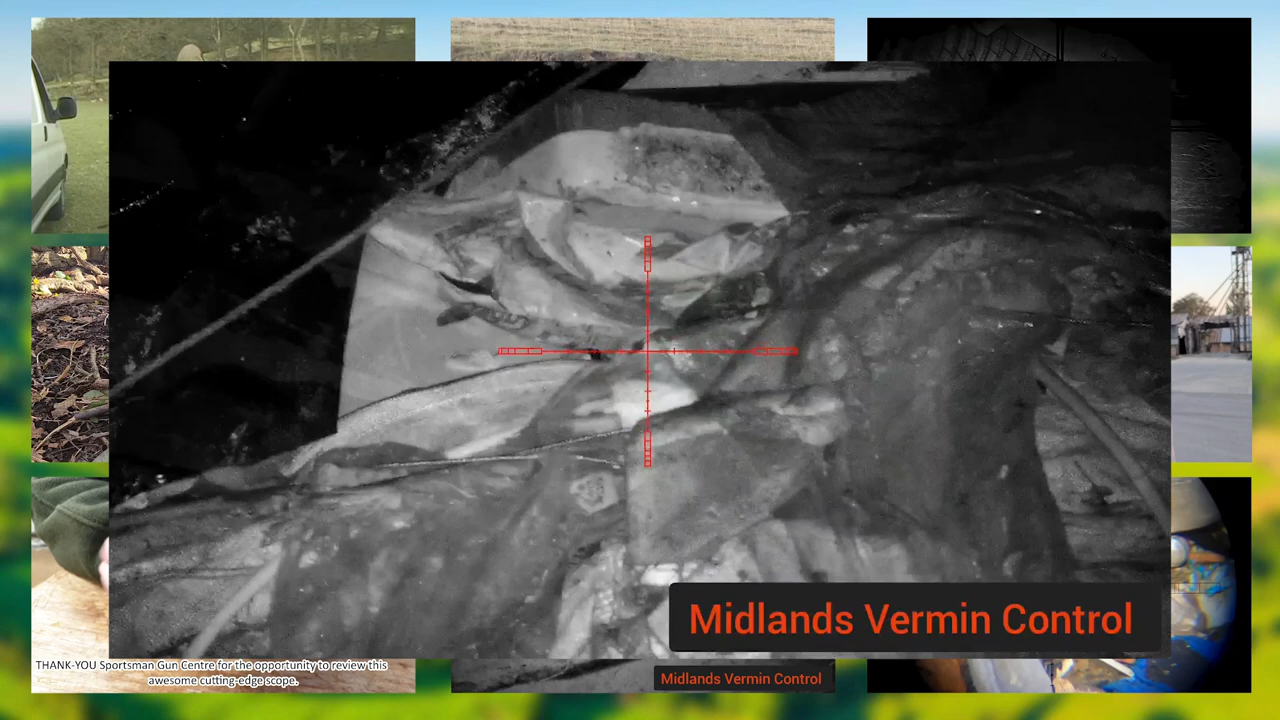 Midlands Vermin Control
THANK-YOU Sportsman Gun Centre for the opportunity to review this
awesome cutting-edge scope.
Midlands Vermin Control